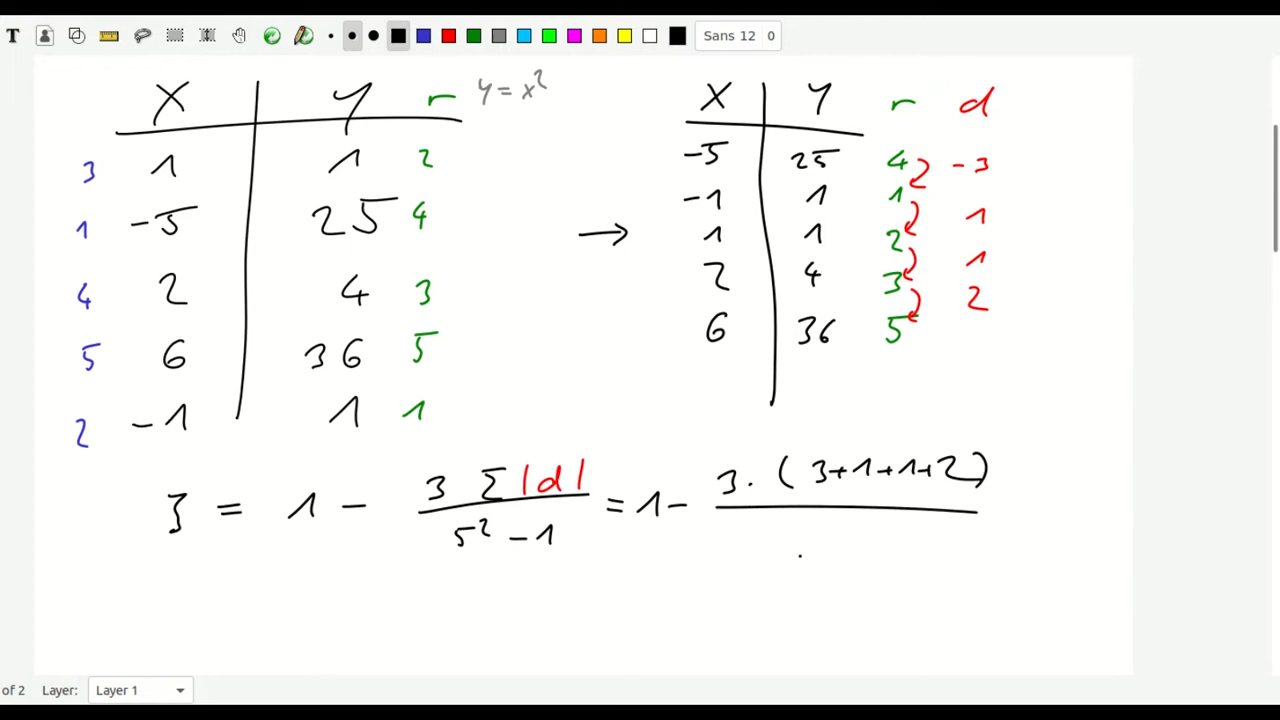 T Sans 12 0
X Y r y = x² X Y r d
3 1 1 2 -5 25 4 -3
1 -5 25 4 -1 1 1 1
4 2 4 3 1 1 2 1
5 6 36 5 2 4 3 2
2 -1 1 1 6 36 5
→
ξ = 1 - 3 Σ|d| / 5² - 1 = 1 - 3 · (3+1+1+2)
of 2 Layer: Layer 1